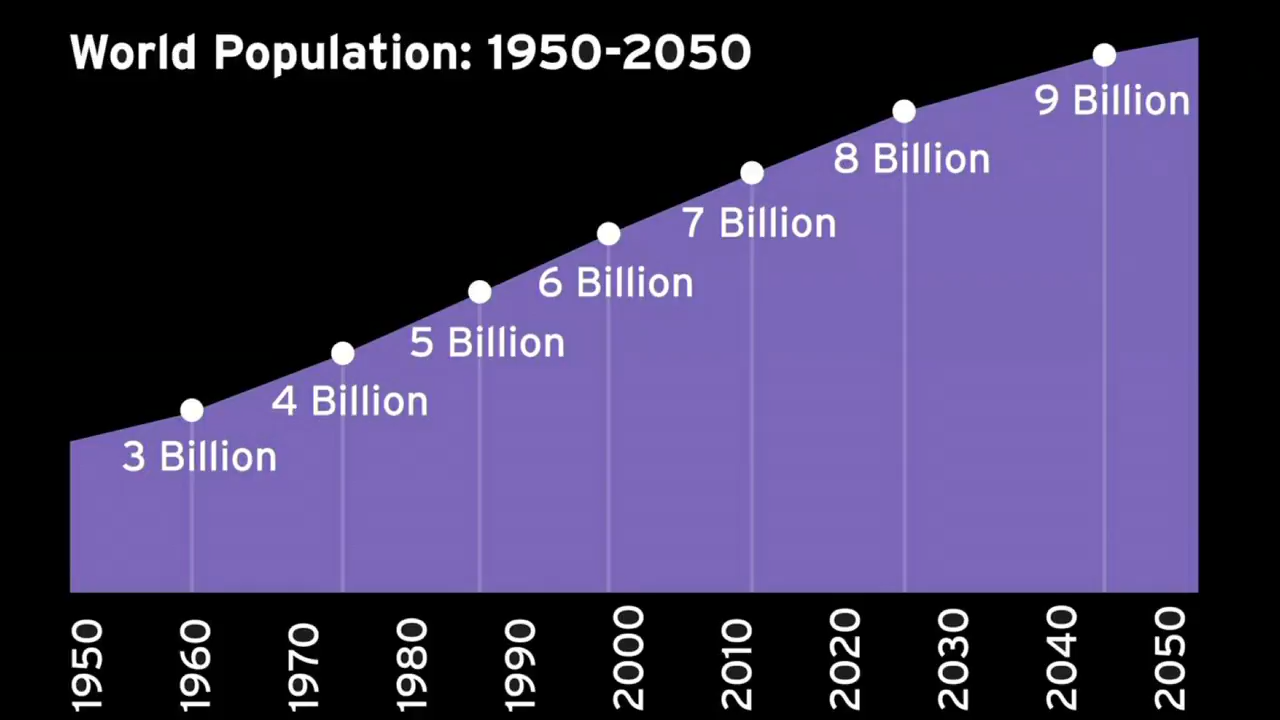 World Population: 1950-2050
9 Billion
8 Billion
7 Billion
6 Billion
5 Billion
4 Billion
3 Billion
1950
1960
1970
1980
1990
2000
2010
2020
2030
2040
2050